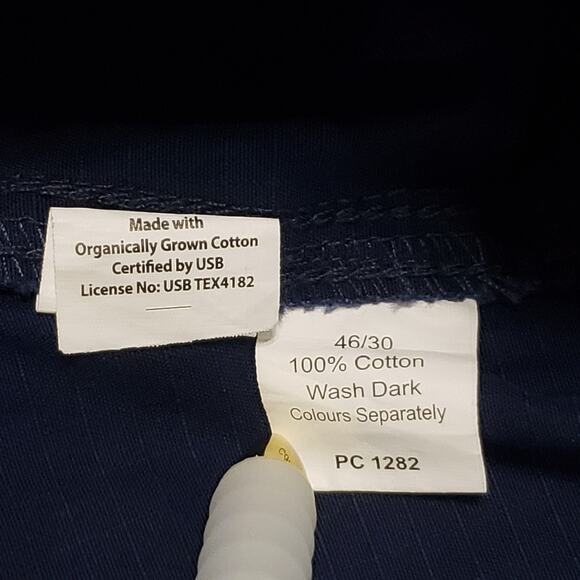 Made with
Organically Grown Cotton
Certified by USB
License No: USB TEX4182
46/30
100% Cotton
Wash Dark
Colours Separately
PC 1282